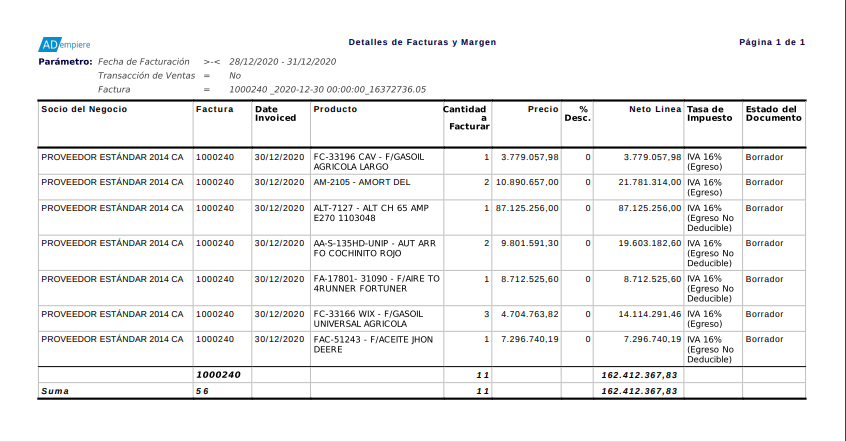 ADempiere
Detalles de Facturas y Margen
Página 1 de 1
Parámetro: Fecha de Facturación >-< 28/12/2020 - 31/12/2020
Transacción de Ventas = No
Factura = 1000240 _2020-12-30 00:00:00_16372736.05
Socio del Negocio Factura Date Invoiced Producto Cantidad a Facturar Precio % Desc. Neto Linea Tasa de Impuesto Estado del Documento
PROVEEDOR ESTÁNDAR 2014 CA 1000240 30/12/2020 FC-33196 CAV - F/GASOIL 1 3.779.057,98 0 3.779.057,98 IVA 16% Borrador
AGRICOLA LARGO (Egreso)
PROVEEDOR ESTÁNDAR 2014 CA 1000240 30/12/2020 AM-2105 - AMORT DEL 2 10.890.657,00 0 21.781.314,00 IVA 16% Borrador
(Egreso)
PROVEEDOR ESTÁNDAR 2014 CA 1000240 30/12/2020 ALT-7127 - ALT CH 65 AMP 1 87.125.256,00 0 87.125.256,00 IVA 16% Borrador
E270 1103048 (Egreso No
Deducible)
PROVEEDOR ESTÁNDAR 2014 CA 1000240 30/12/2020 AA-S-135HD-UNIP - AUT ARR 2 9.801.591,30 0 19.603.182,60 IVA 16% Borrador
FO COCHINITO ROJO (Egreso No
Deducible)
PROVEEDOR ESTÁNDAR 2014 CA 1000240 30/12/2020 FA-17801- 31090 - F/AIRE TO 1 8.712.525,60 0 8.712.525,60 IVA 16% Borrador
4RUNNER FORTUNER (Egreso No
Deducible)
PROVEEDOR ESTÁNDAR 2014 CA 1000240 30/12/2020 FC-33166 WIX - F/GASOIL 3 4.704.763,82 0 14.114.291,46 IVA 16% Borrador
UNIVERSAL AGRICOLA (Egreso)
PROVEEDOR ESTÁNDAR 2014 CA 1000240 30/12/2020 FAC-51243 - F/ACEITE JHON 1 7.296.740,19 0 7.296.740,19 IVA 16% Borrador
DEERE (Egreso No
Deducible)
1000240 11 162.412.367,83
Suma 56 11 162.412.367,83